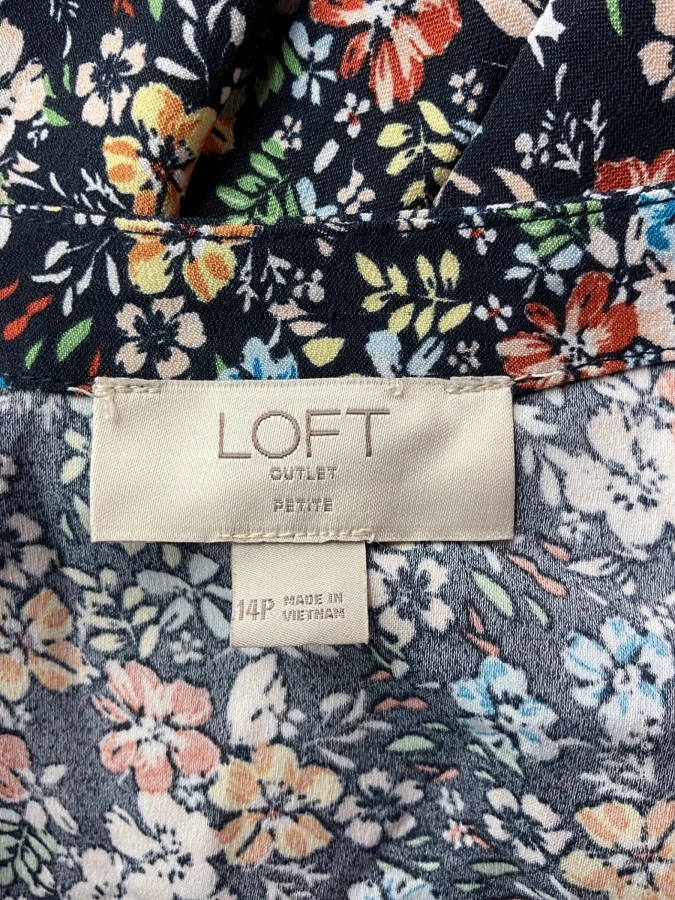 LOFT
OUTLET
PETITE
14P
MADE IN
VIETNAM